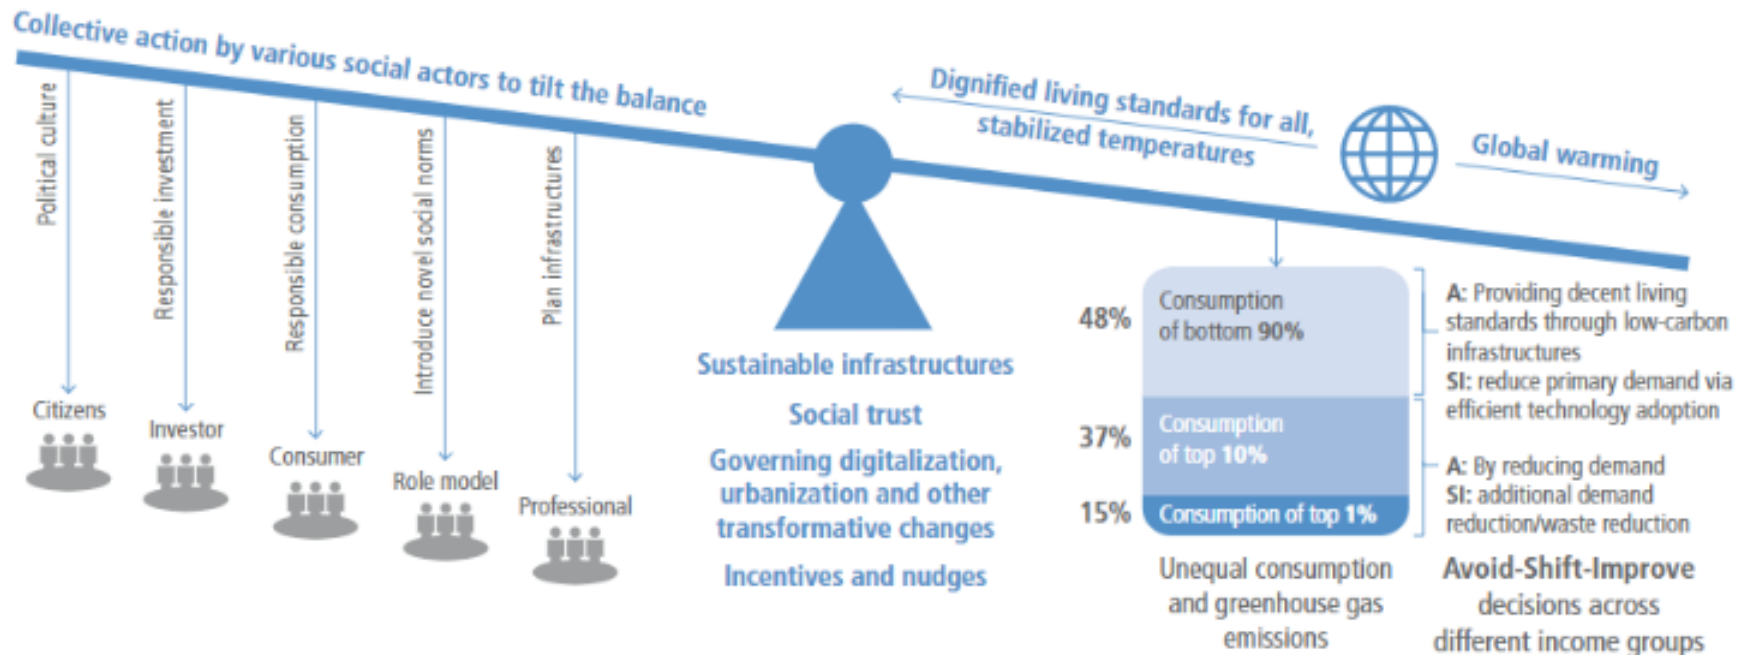 Collective action by various social actors to tilt the balance
Political culture
Responsible investment
Responsible consumption
Introduce novel social norms
Plan infrastructures
Citizens
Investor
Consumer
Role model
Professional
Sustainable infrastructures
Social trust
Governing digitalization,
urbanization and other
transformative changes
Incentives and nudges
Dignified living standards for all,
stabilized temperatures
Global warming
48%
Consumption
of bottom 90%
37%
Consumption
of top 10%
15%
Consumption of top 1%
Unequal consumption
and greenhouse gas
emissions
A: Providing decent living
standards through low-carbon
infrastructures
SI: reduce primary demand via
efficient technology adoption
A: By reducing demand
SI: additional demand
reduction/waste reduction
Avoid-Shift-Improve
decisions across
different income groups